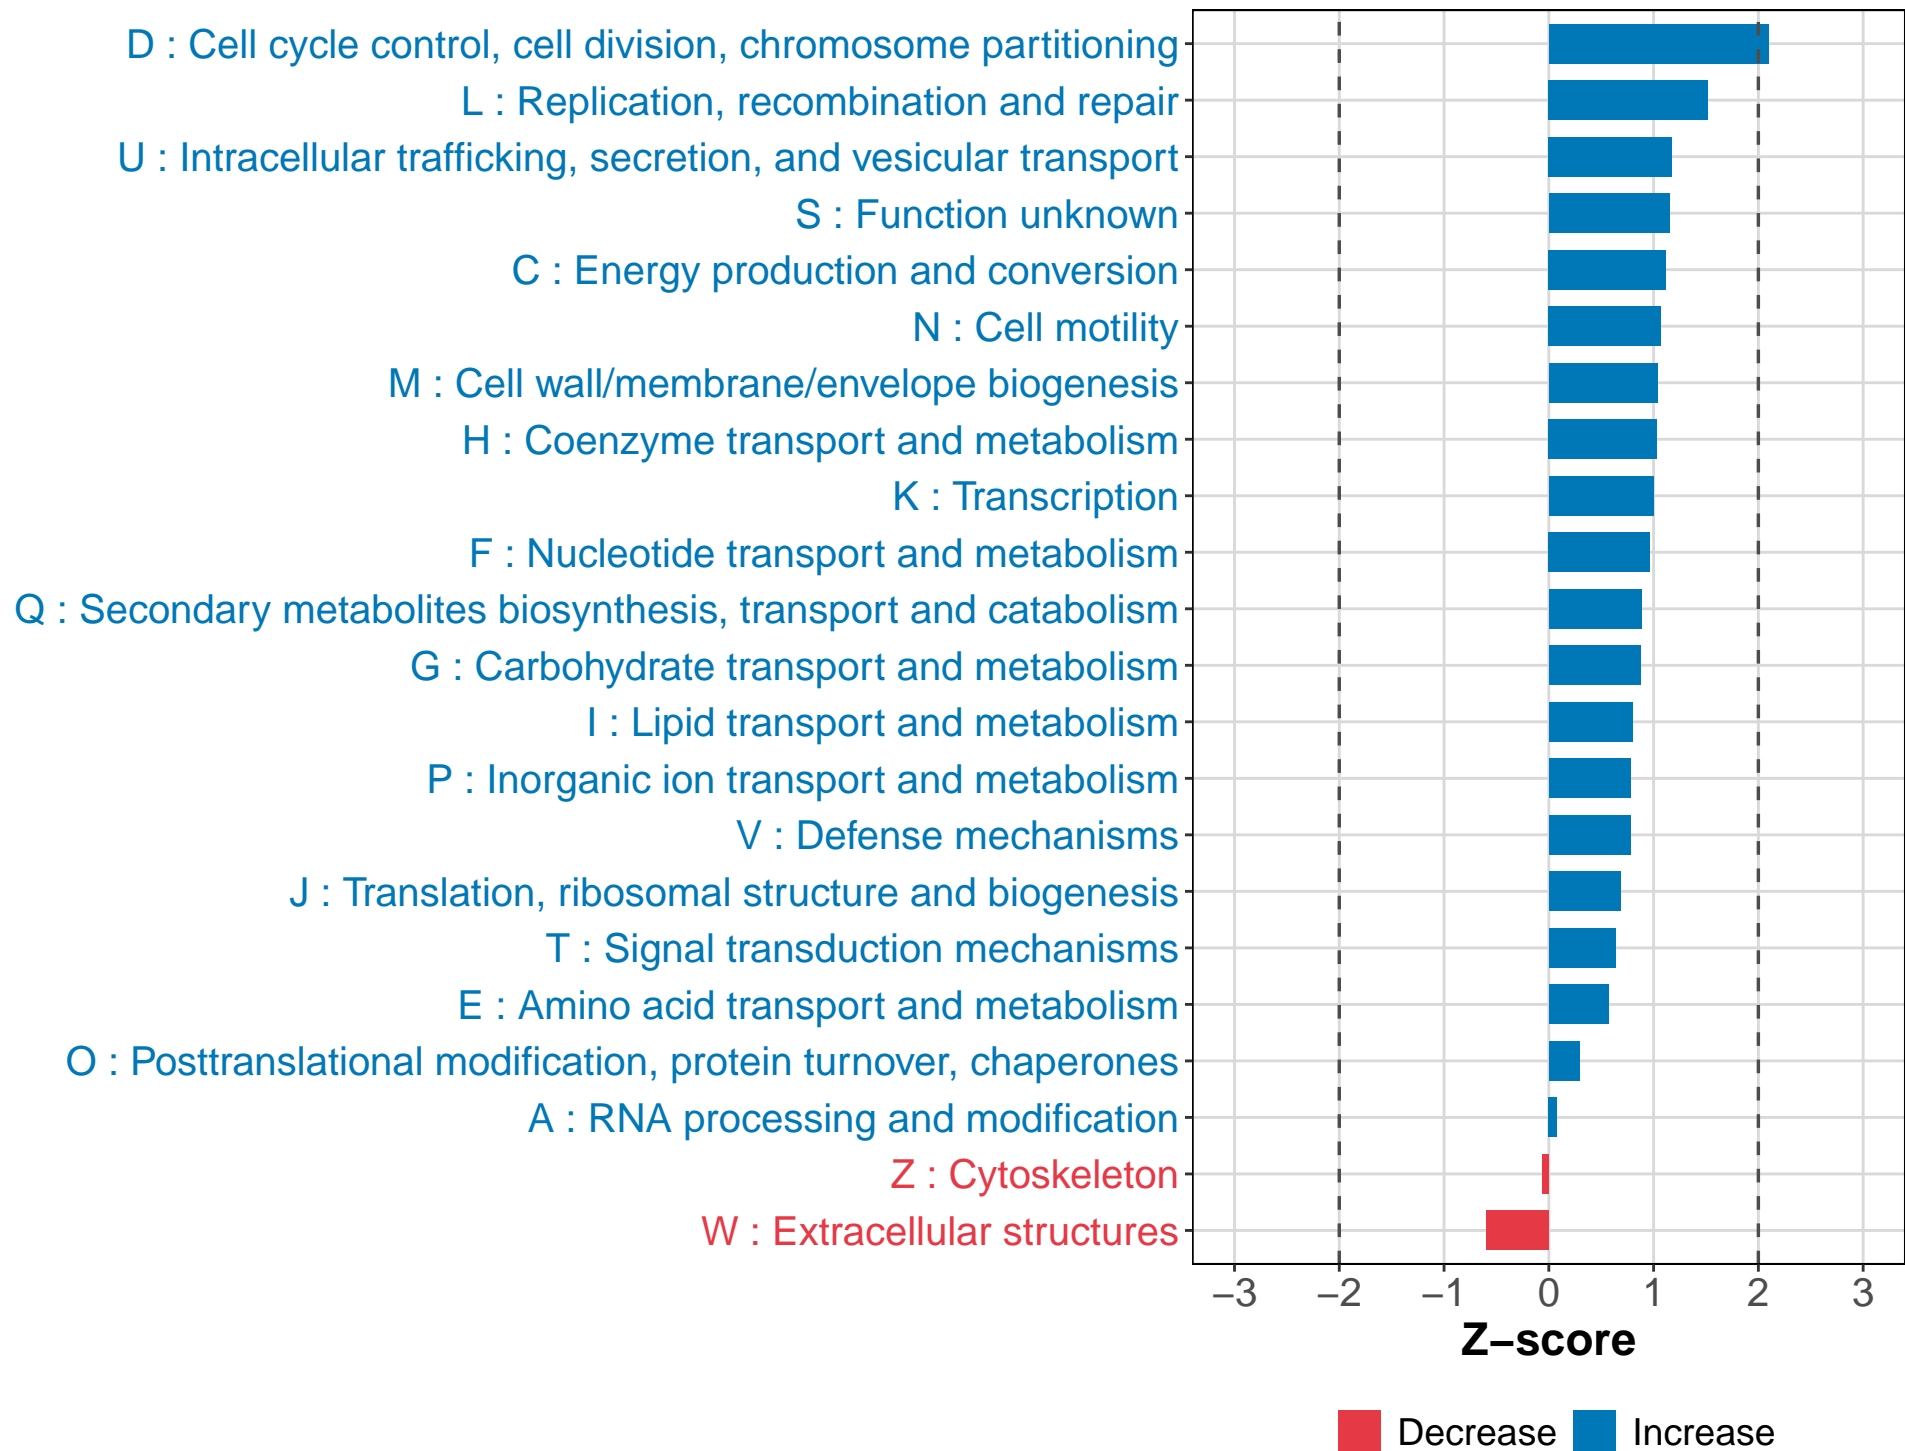 D : Cell cycle control, cell division, chromosome partitioning
L : Replication, recombination and repair
U : Intracellular trafficking, secretion, and vesicular transport
S : Function unknown
C : Energy production and conversion
N : Cell motility
M : Cell wall/membrane/envelope biogenesis
H : Coenzyme transport and metabolism
K : Transcription
F : Nucleotide transport and metabolism
Q : Secondary metabolites biosynthesis, transport and catabolism
G : Carbohydrate transport and metabolism
I : Lipid transport and metabolism
P : Inorganic ion transport and metabolism
V : Defense mechanisms
J : Translation, ribosomal structure and biogenesis
T : Signal transduction mechanisms
E : Amino acid transport and metabolism
O : Posttranslational modification, protein turnover, chaperones
A : RNA processing and modification
Z : Cytoskeleton
W : Extracellular structures
−3 −2 −1 0 1 2 3
Z−score
Decrease Increase